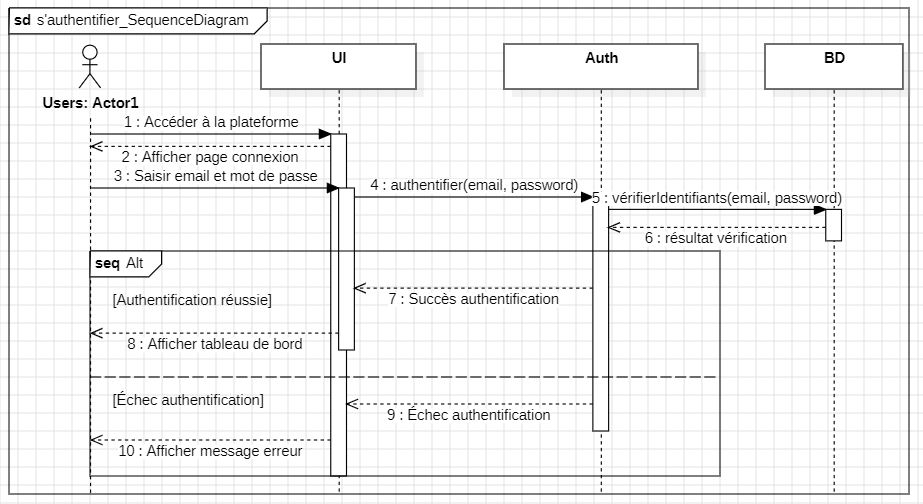 sd s'authentifier_SequenceDiagram
UI
Auth
BD
Users: Actor1
1 : Accéder à la plateforme
2 : Afficher page connexion
3 : Saisir email et mot de passe
4 : authentifier(email, password)
5 : vérifierIdentifiants(email, password)
6 : résultat vérification
seq Alt
[Authentification réussie]
7 : Succès authentification
8 : Afficher tableau de bord
[Échec authentification]
9 : Échec authentification
10 : Afficher message erreur